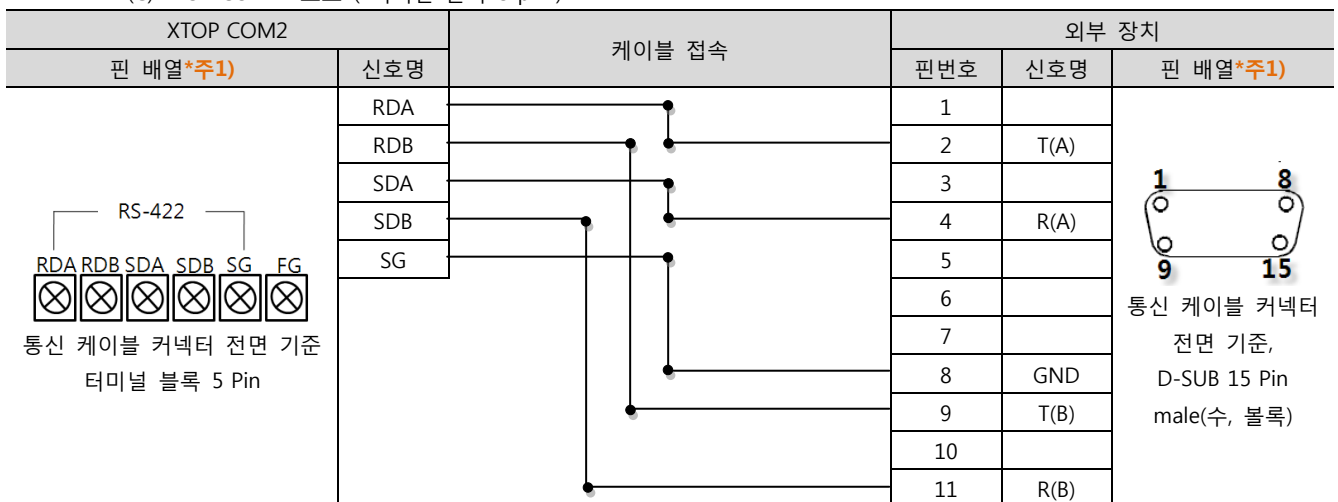 XTOP COM2 케이블 접속 외부 장치
핀 배열*주1) 신호명 핀번호 신호명 핀 배열*주1)
RDA 1
RDB 2 T(A)
SDA 3
SDB 4 R(A)
SG 5
6
7
8 GND
9 T(B)
10
11 R(B)
RS-422
RDA RDB SDA SDB SG FG
통신 케이블 커넥터 전면 기준
터미널 블록 5 Pin
1 8
9 15
통신 케이블 커넥터
전면 기준,
D-SUB 15 Pin
male(수, 볼록)